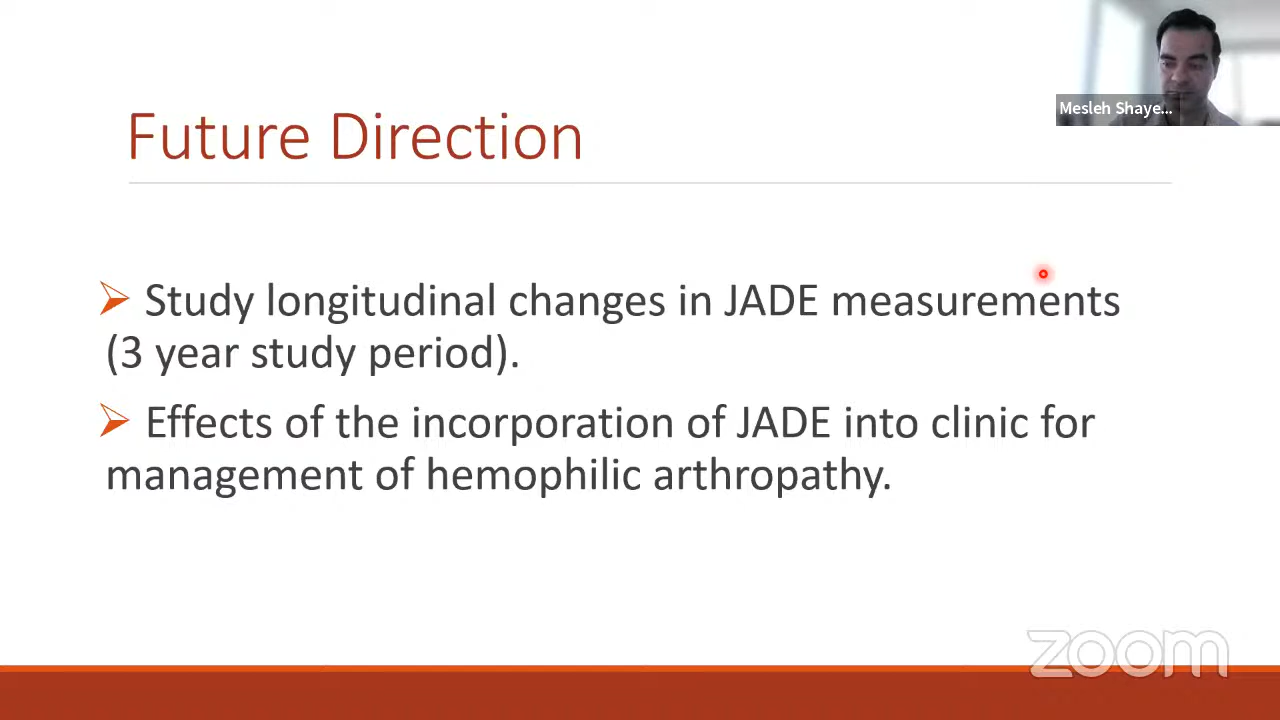 Mesleh Shaye...
Future Direction
Study longitudinal changes in JADE measurements
(3 year study period).
Effects of the incorporation of JADE into clinic for
management of hemophilic arthropathy.
zoom